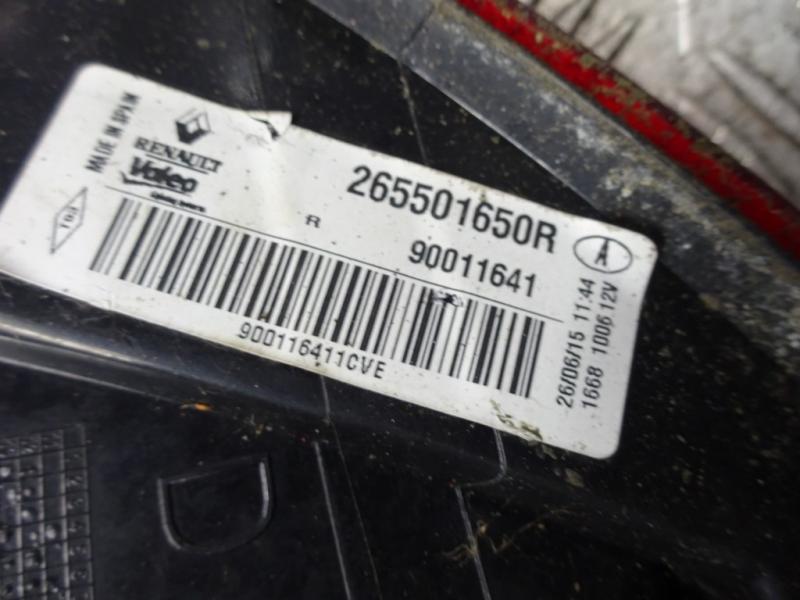 MADE IN SPAIN
RENAULT
Valeo
265501650R
R
90011641
A
900116411CVE
26/06/15 11:44
1668 1006 12V
D